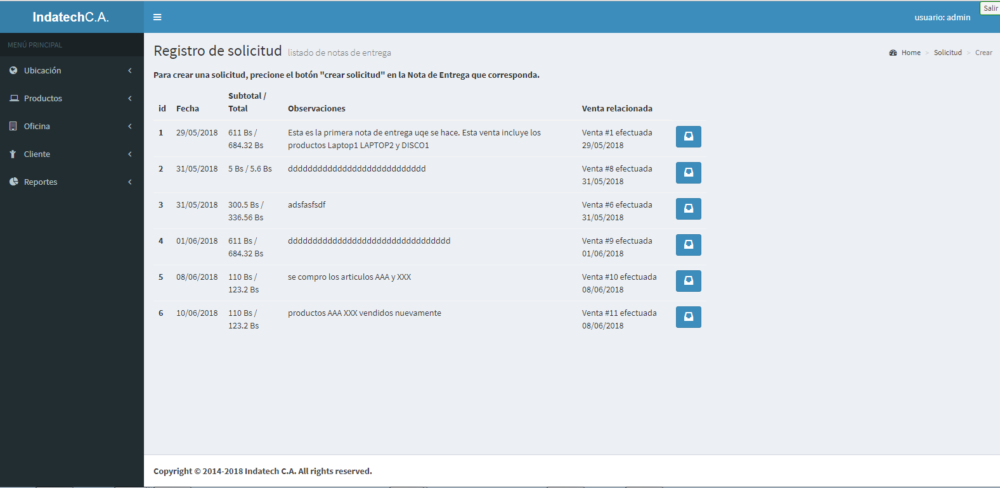 IndatechC.A.
usuario: admin
Salir
MENÚ PRINCIPAL
Ubicación
Productos
Oficina
Cliente
Reportes
Registro de solicitud listado de notas de entrega
Home > Solicitud > Crear
Para crear una solicitud, precione el botón "crear solicitud" en la Nota de Entrega que corresponda.
id Fecha Subtotal / Total Observaciones Venta relacionada
1 29/05/2018 611 Bs / Esta es la primera nota de entrega uqe se hace. Esta venta incluye los Venta #1 efectuada
684.32 Bs productos Laptop1 LAPTOP2 y DISCO1 29/05/2018
2 31/05/2018 5 Bs / 5.6 Bs dddddddddddddddddddddddddddd Venta #8 efectuada
31/05/2018
3 31/05/2018 300.5 Bs / adsfasfsdf Venta #6 efectuada
336.56 Bs 31/05/2018
4 01/06/2018 611 Bs / ddddddddddddddddddddddddddddddddd Venta #9 efectuada
684.32 Bs 01/06/2018
5 08/06/2018 110 Bs / se compro los articulos AAA y XXX Venta #10 efectuada
123.2 Bs 08/06/2018
6 10/06/2018 110 Bs / productos AAA XXX vendidos nuevamente Venta #11 efectuada
123.2 Bs 08/06/2018
Copyright © 2014-2018 Indatech C.A. All rights reserved.